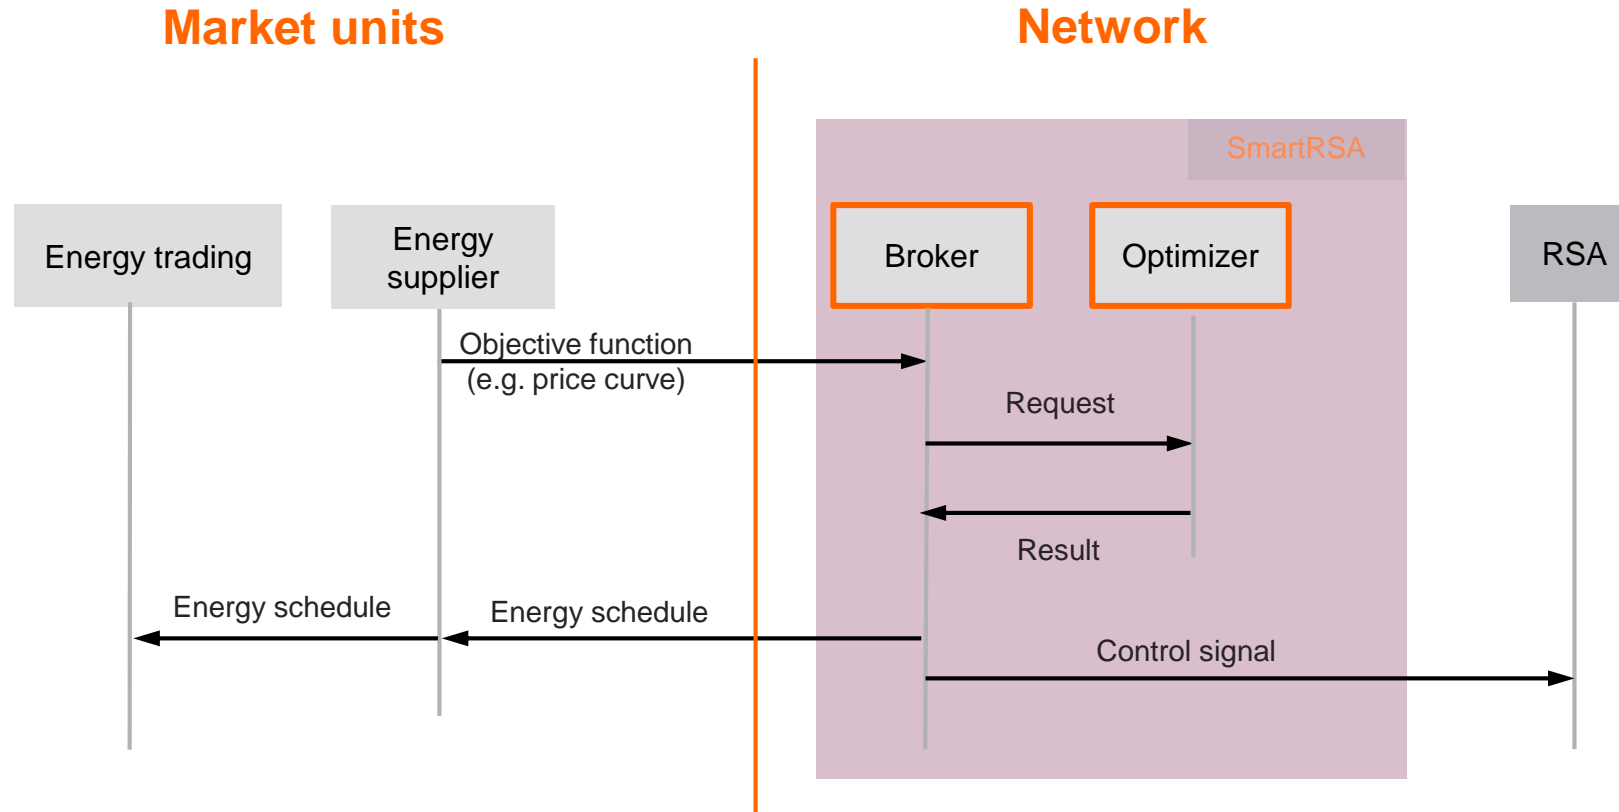 Market units
Network
SmartRSA
Energy trading
Energy
supplier
Broker
Optimizer
RSA
Objective function
(e.g. price curve)
Request
Result
Energy schedule
Energy schedule
Control signal